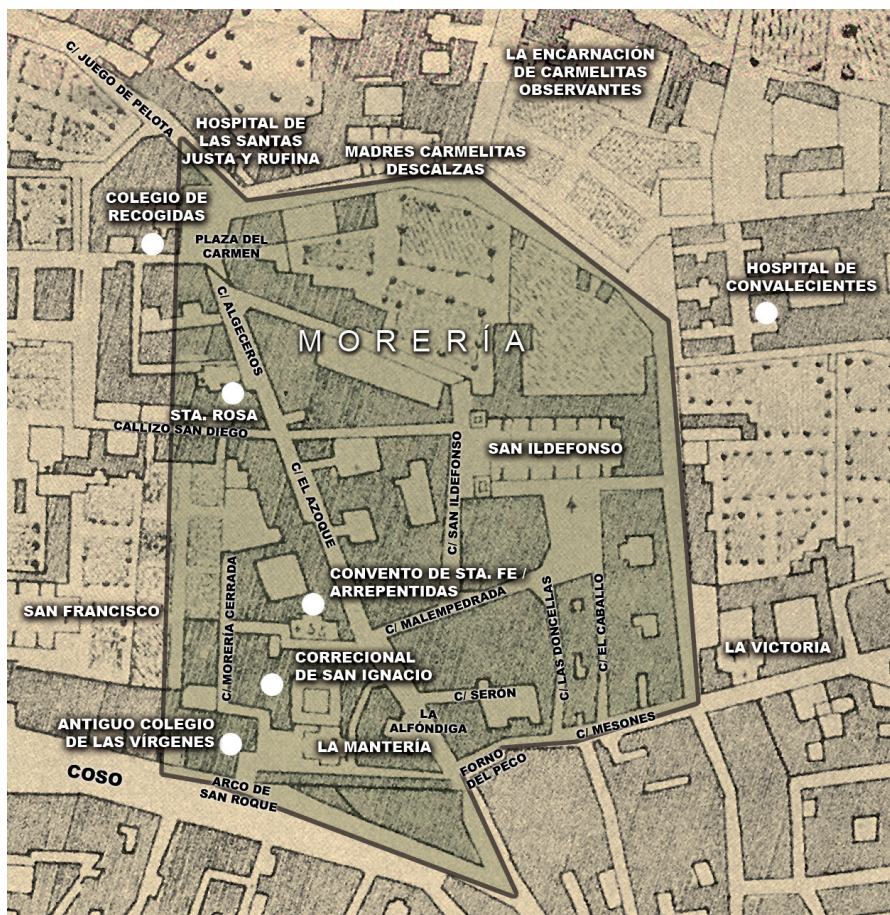 C/ JUEGO DE PELOTA
LA ENCARNACIÓN
DE CARMELITAS
OBSERVANTES
HOSPITAL DE
LAS SANTAS
JUSTA Y RUFINA
MADRES CARMELITAS
DESCALZAS
COLEGIO DE
RECOGIDAS
PLAZA DEL
CARMEN
HOSPITAL DE
CONVALECIENTES
C/ ALGECEROS
MORERÍA
STA. ROSA
CALLIZO SAN DIEGO
SAN ILDEFONSO
C/ EL AZOQUE
C/ SAN ILDEFONSO
CONVENTO DE STA. FE /
ARREPENTIDAS
SAN FRANCISCO
C/ MORERÍA CERRADA
C/ MALEMPEDRADA
C/ LAS DONCELLAS
C/ EL CABALLO
LA VICTORIA
CORRECIONAL
DE SAN IGNACIO
C/ SERÓN
LA
ALFÓNDIGA
C/ MESONES
ANTIGUO COLEGIO
DE LAS VÍRGENES
LA MANTERÍA
FORNO
DEL PECO
COSO
ARCO DE
SAN ROQUE